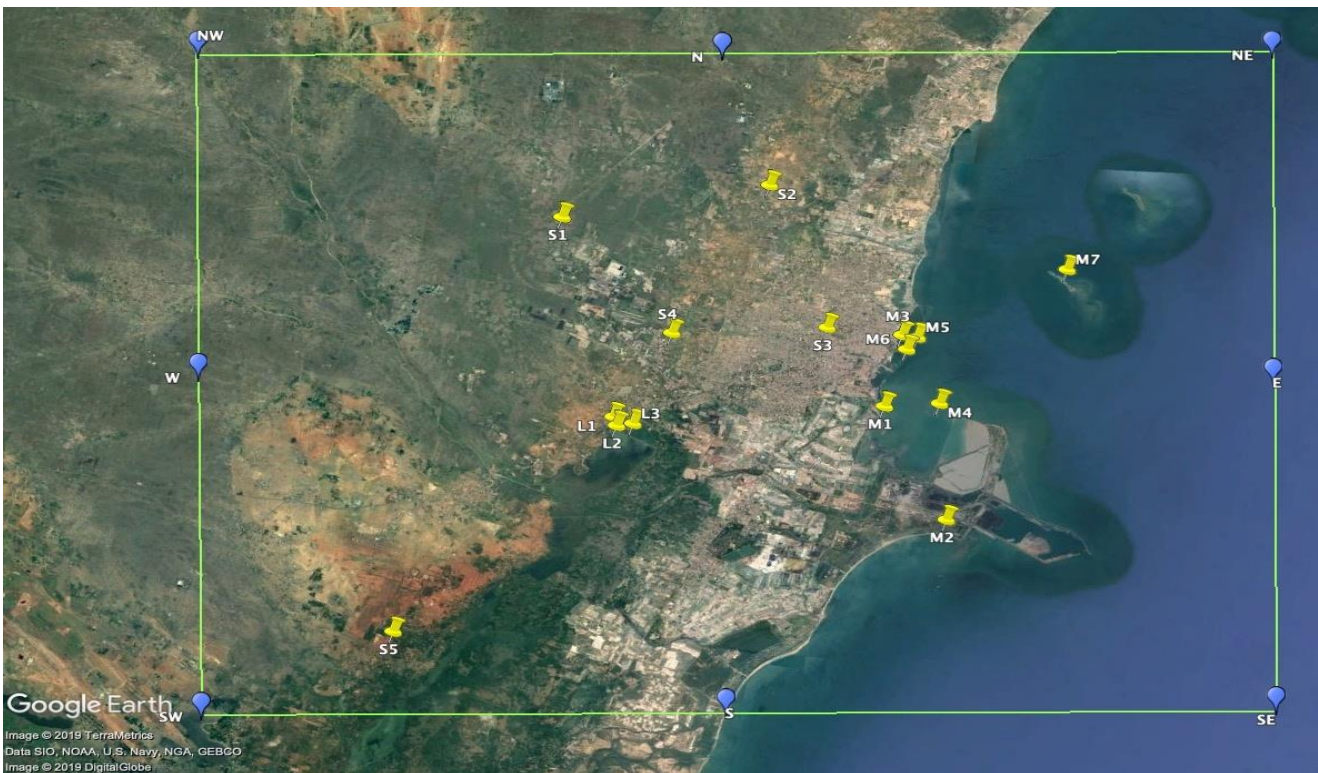 NW
N
NE
S2
S1
M7
S4
S3
M3
M5
M6
W
E
L1
L3
L2
M1
M4
M2
S5
Google Earth
SW
S
SE
Image © 2019 TerraMetrics
Data SIO, NOAA, U.S. Navy, NGA, GEBCO
Image © 2019 DigitalGlobe